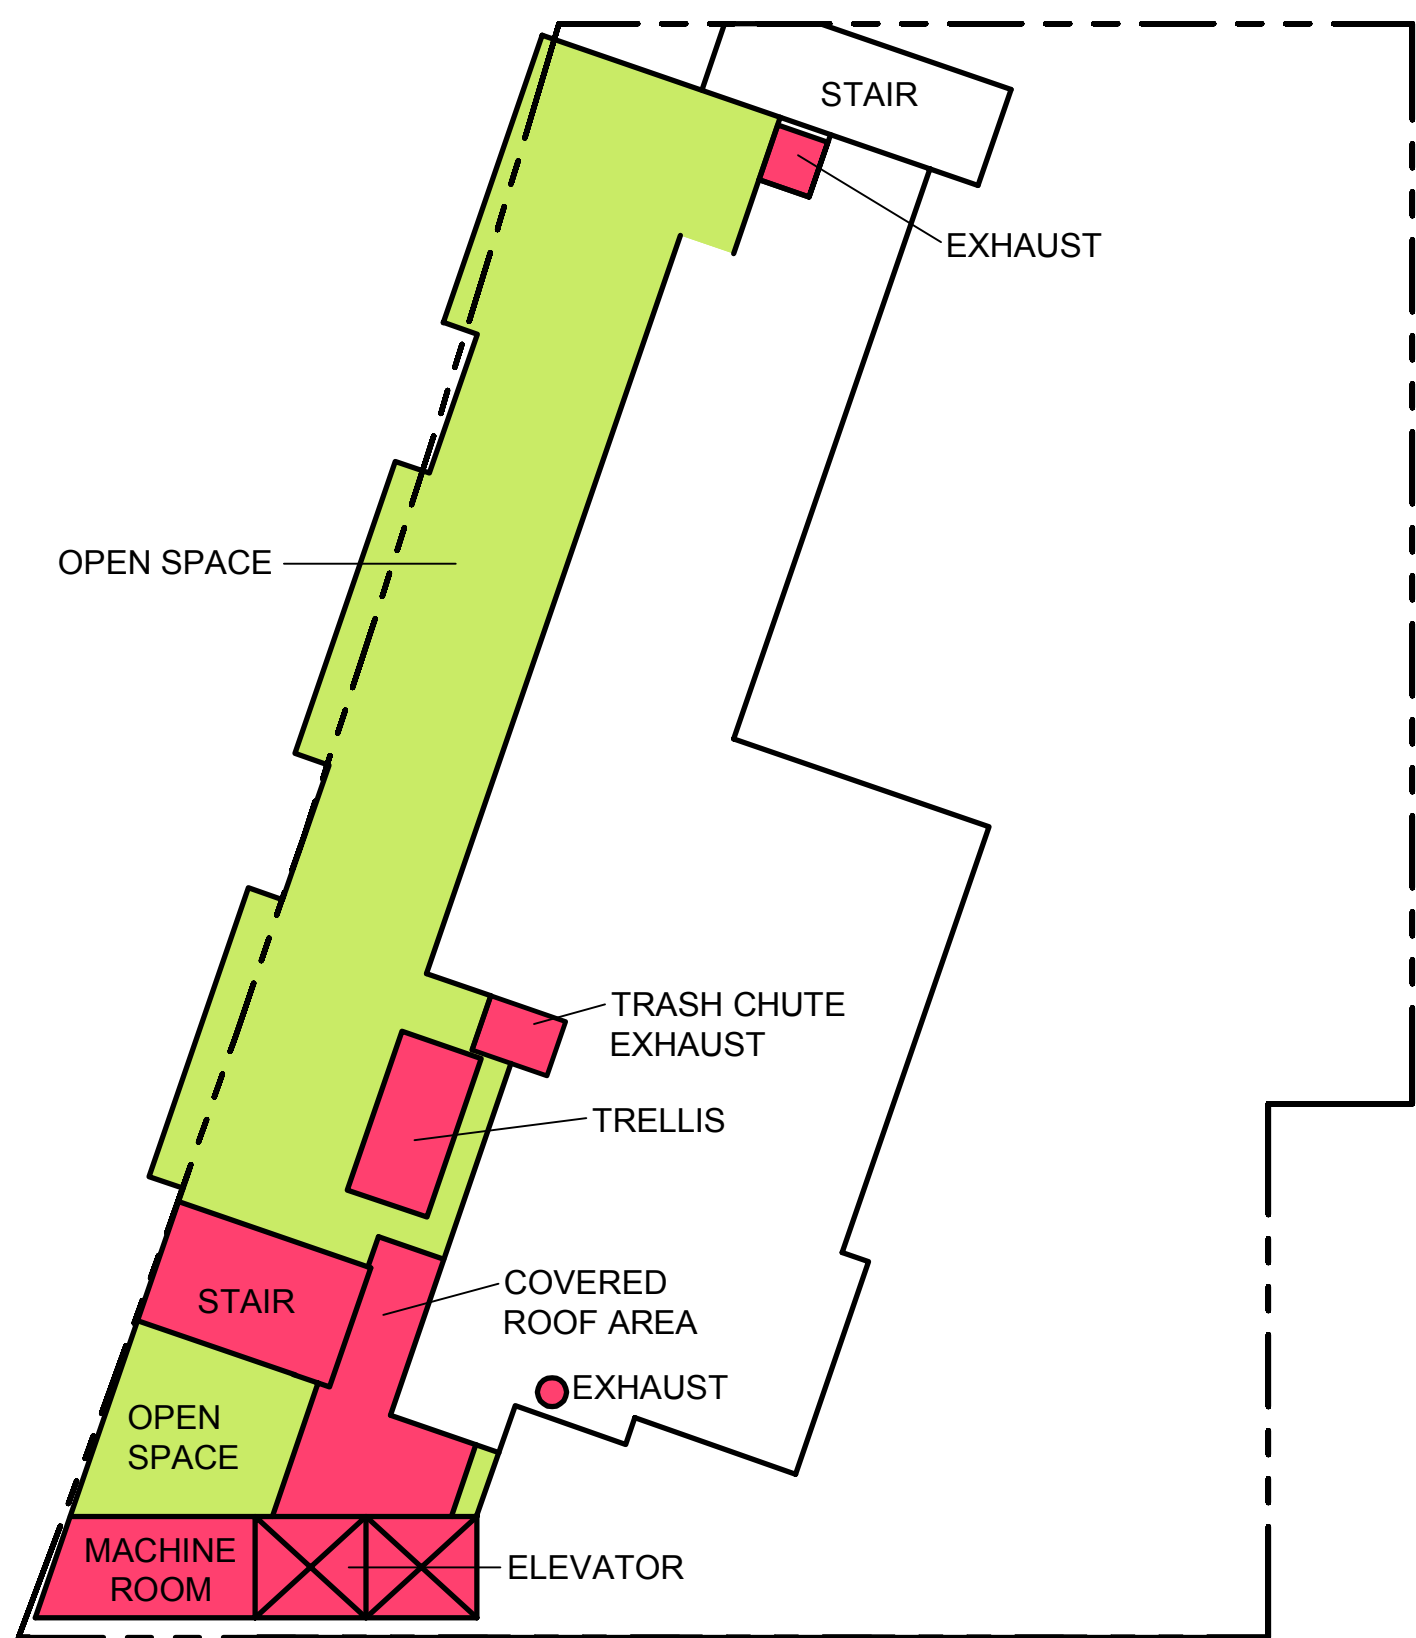 STAIR
EXHAUST
OPEN SPACE
TRASH CHUTE
EXHAUST
TRELLIS
COVERED
ROOF AREA
STAIR
EXHAUST
OPEN
SPACE
MACHINE
ROOM
ELEVATOR